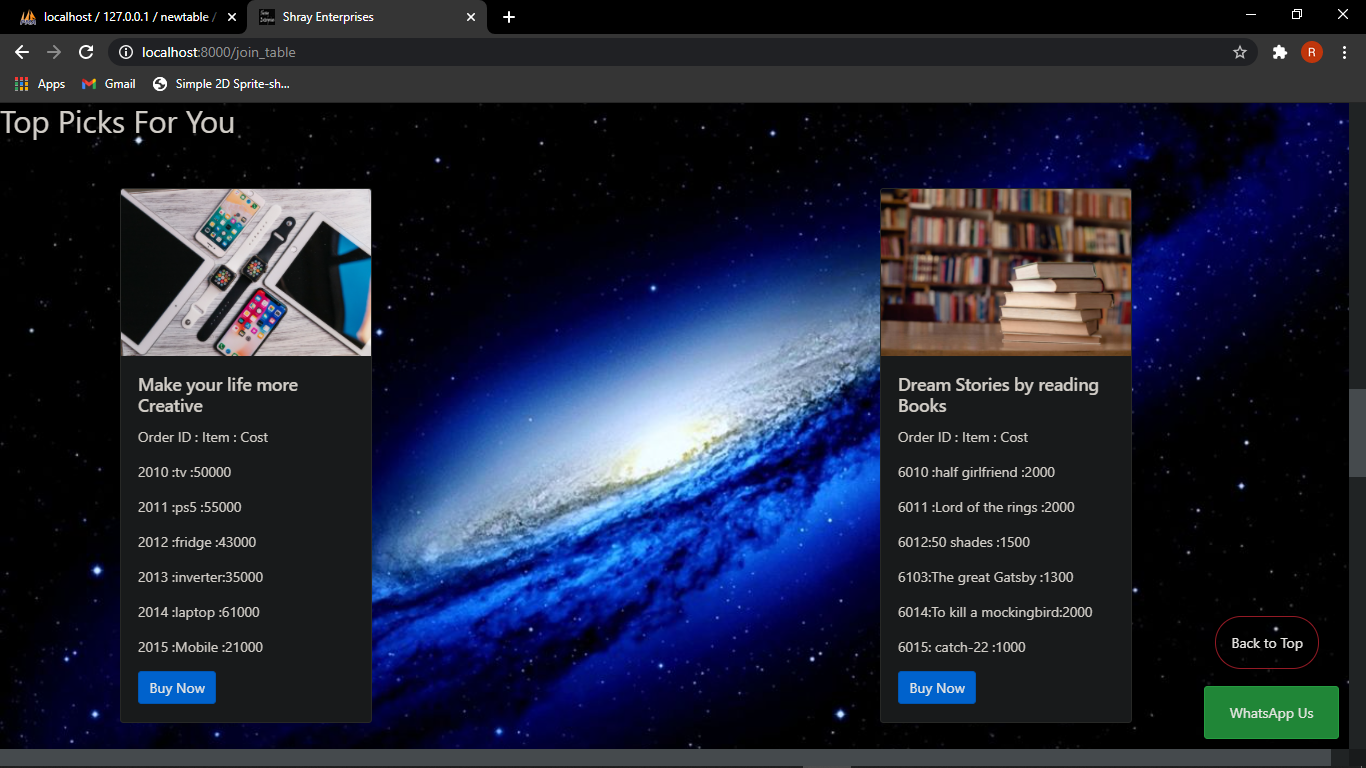 localhost / 127.0.0.1 / newtable /
Shray Enterprises
localhost:8000/join_table
R
Apps
Gmail
Simple 2D Sprite-sh...
Top Picks For You
Make your life more
Creative
Order ID : Item : Cost
2010 :tv :50000
2011 :ps5 :55000
2012 :fridge :43000
2013 :inverter:35000
2014 :laptop :61000
2015 :Mobile :21000
Buy Now
Dream Stories by reading
Books
Order ID : Item : Cost
6010 :half girlfriend :2000
6011 :Lord of the rings :2000
6012:50 shades :1500
6103:The great Gatsby :1300
6014:To kill a mockingbird:2000
6015: catch-22 :1000
Buy Now
Back to Top
WhatsApp Us